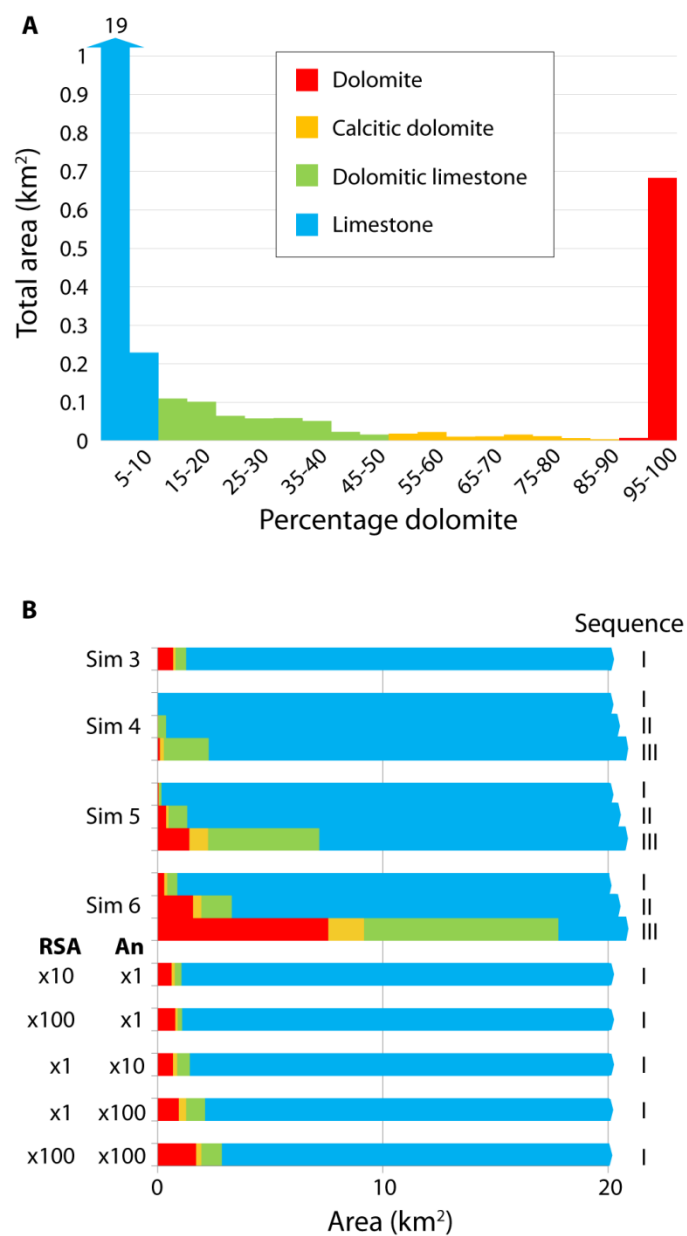 A
19
1
0.9
0.8
0.7
0.6
0.5
0.4
0.3
0.2
0.1
0
Total area (km²)
Dolomite
Calcitic dolomite
Dolomitic limestone
Limestone
5-10
15-20
25-30
35-40
45-50
55-60
65-70
75-80
85-90
95-100
Percentage dolomite
B
Sequence
Sim 3 I
I
Sim 4 II
III
I
Sim 5 II
III
I
Sim 6 II
III
RSA An
x10 x1 I
x100 x1 I
x1 x10 I
x1 x100 I
x100 x100 I
0 10 20
Area (km²)